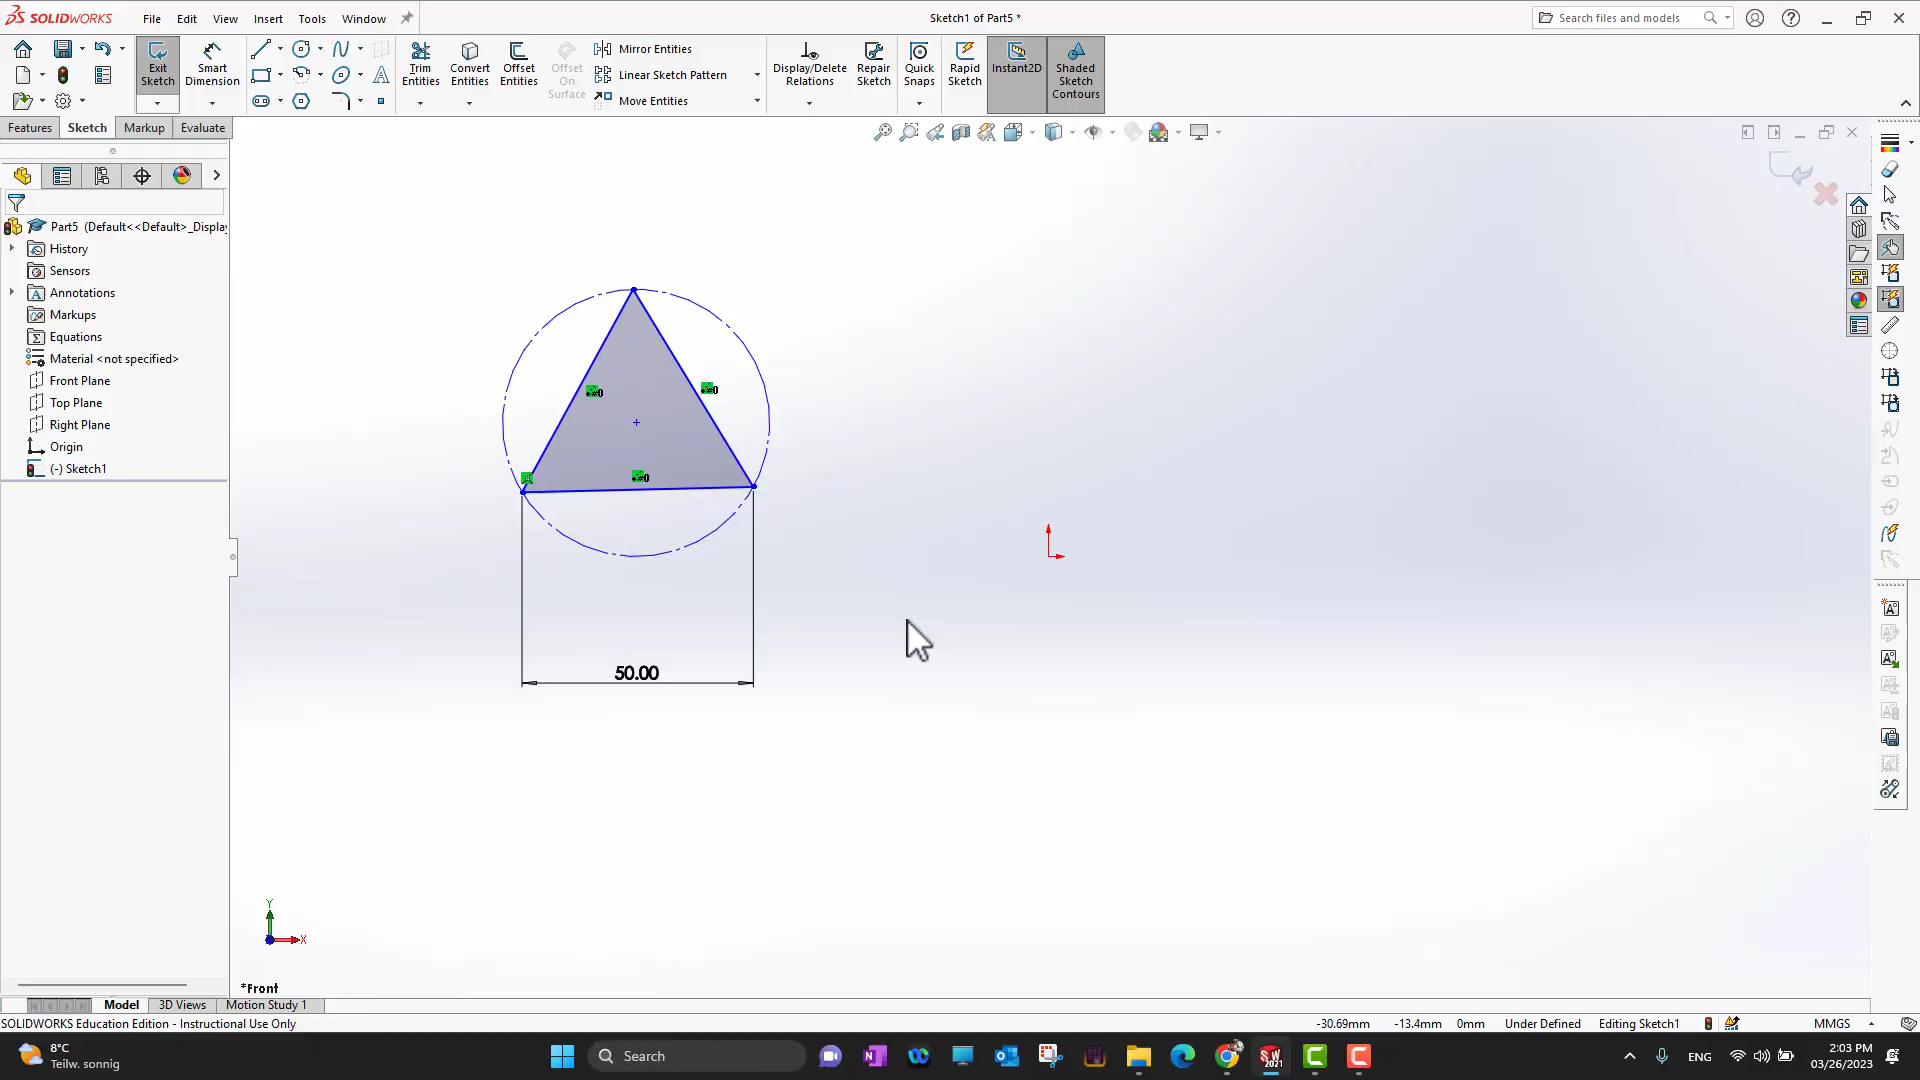 SOLIDWORKS
File Edit View Insert Tools Window
Sketch1 of Part5 *
Search files and models
Exit Sketch
Smart Dimension
Trim Entities
Convert Entities
Offset Entities
Offset On Surface
Mirror Entities
Linear Sketch Pattern
Move Entities
Display/Delete Relations
Repair Sketch
Quick Snaps
Rapid Sketch
Instant2D
Shaded Sketch Contours
Features Sketch Markup Evaluate
Part5 (Default<<Default>_Display
History
Sensors
Annotations
Markups
Equations
Material <not specified>
Front Plane
Top Plane
Right Plane
Origin
(-) Sketch1
0
0
0
50.00
Y
X
*Front
Model 3D Views Motion Study 1
SOLIDWORKS Education Edition - Instructional Use Only
-30.69mm -13.4mm 0mm Under Defined Editing Sketch1 MMGS
8°C
Teilw. sonnig
Search
SW 2021
ENG
2:03 PM
03/26/2023